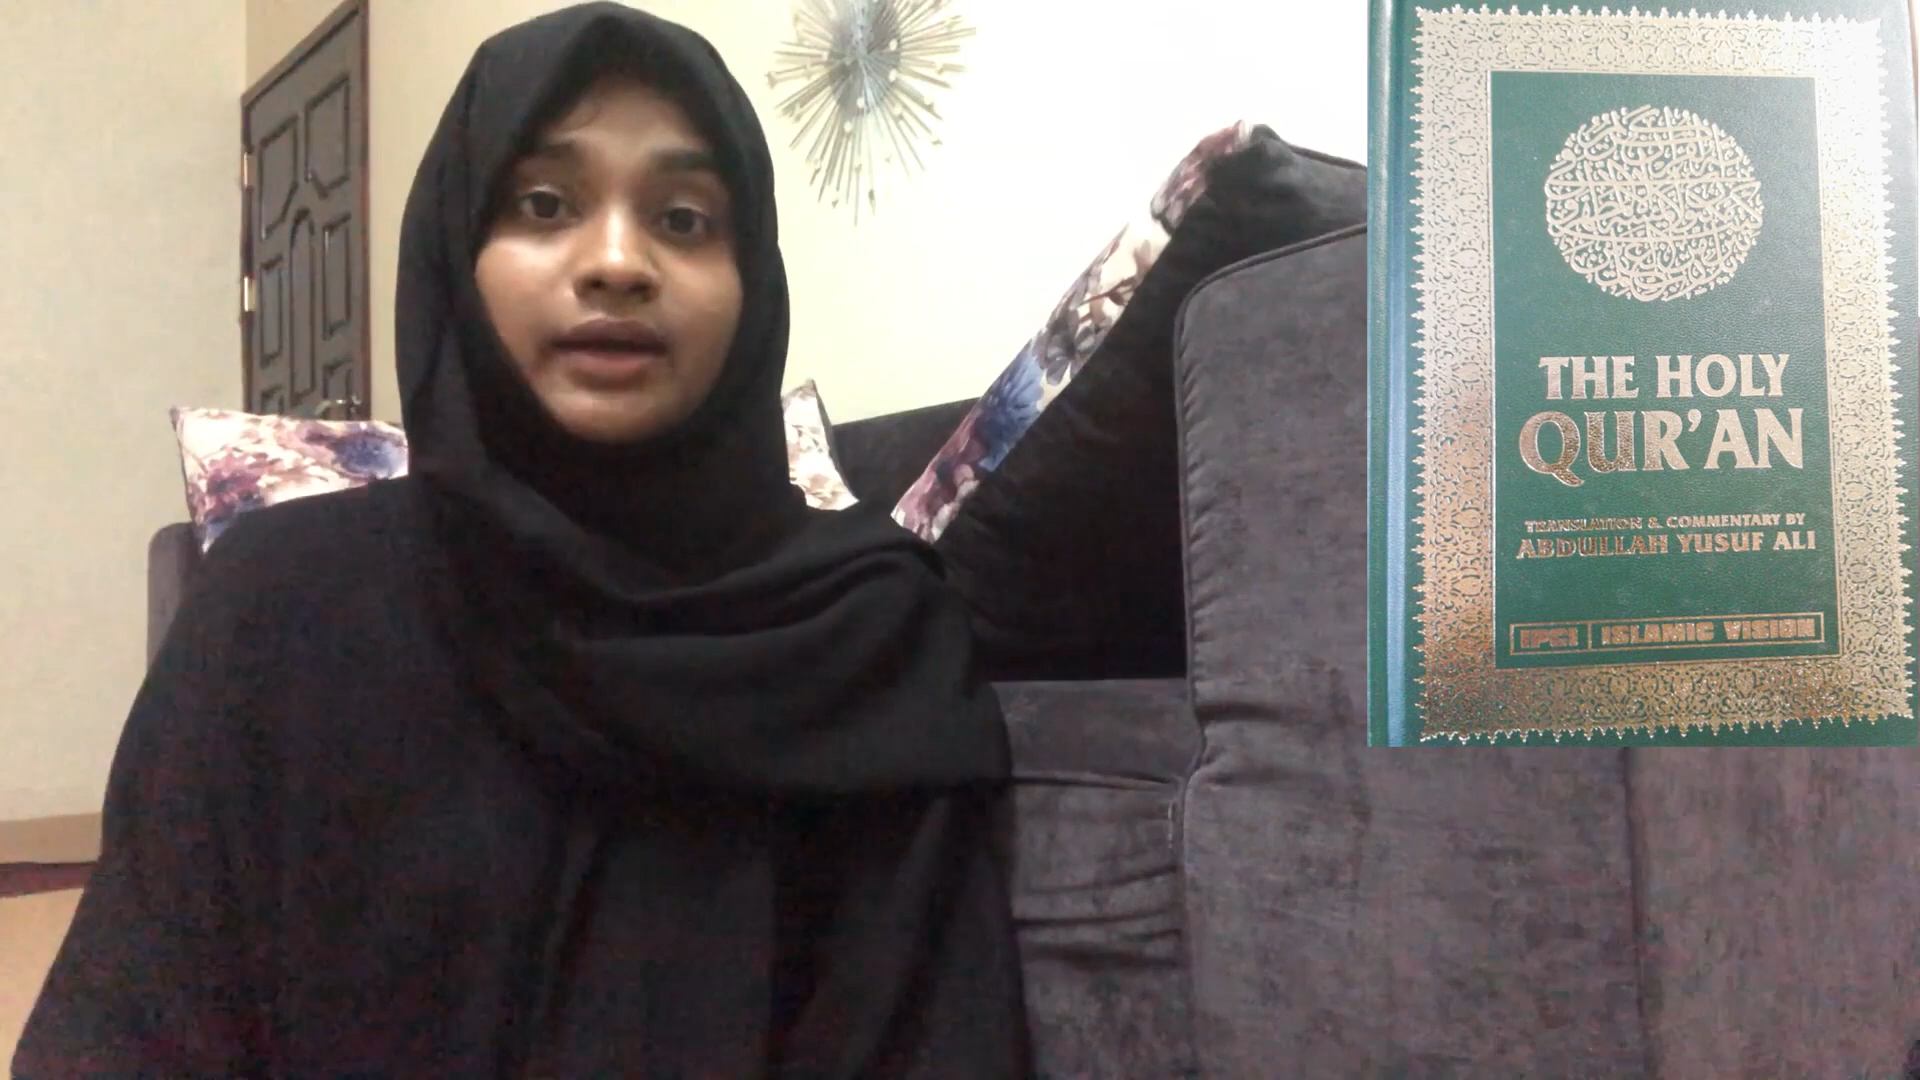 THE HOLY
QUR'AN
TRANSLATION & COMMENTARY BY
ABDULLAH YUSUF ALI
IPCI ISLAMIC VISION